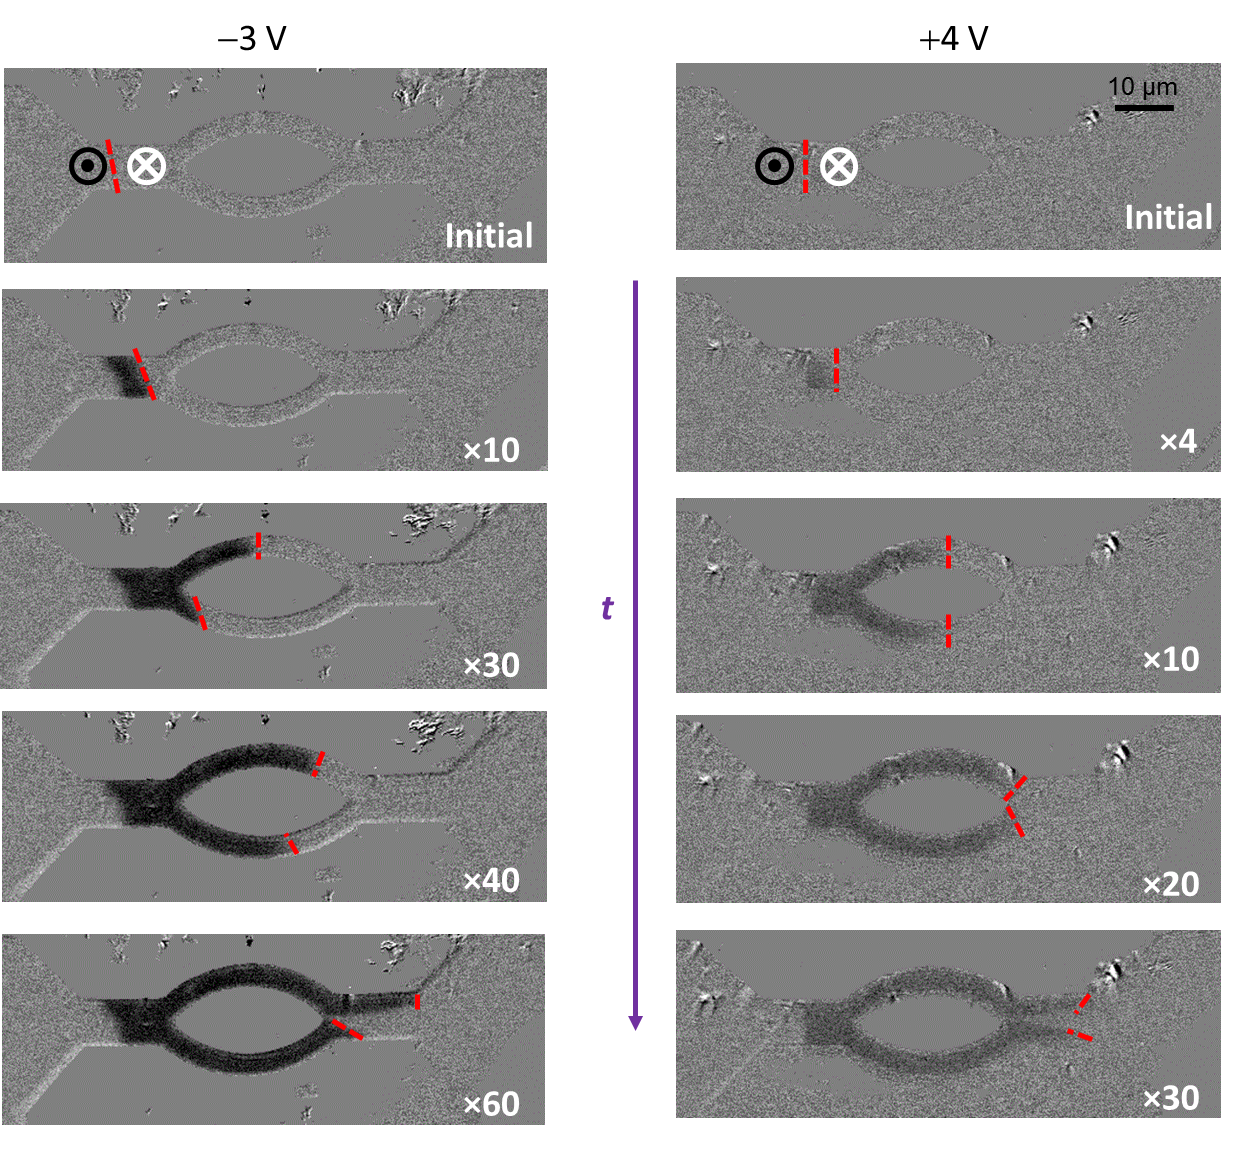 −3 V
+4 V
10 μm
Initial
Initial
×10
×4
×30
t
×10
×40
×20
×60
×30